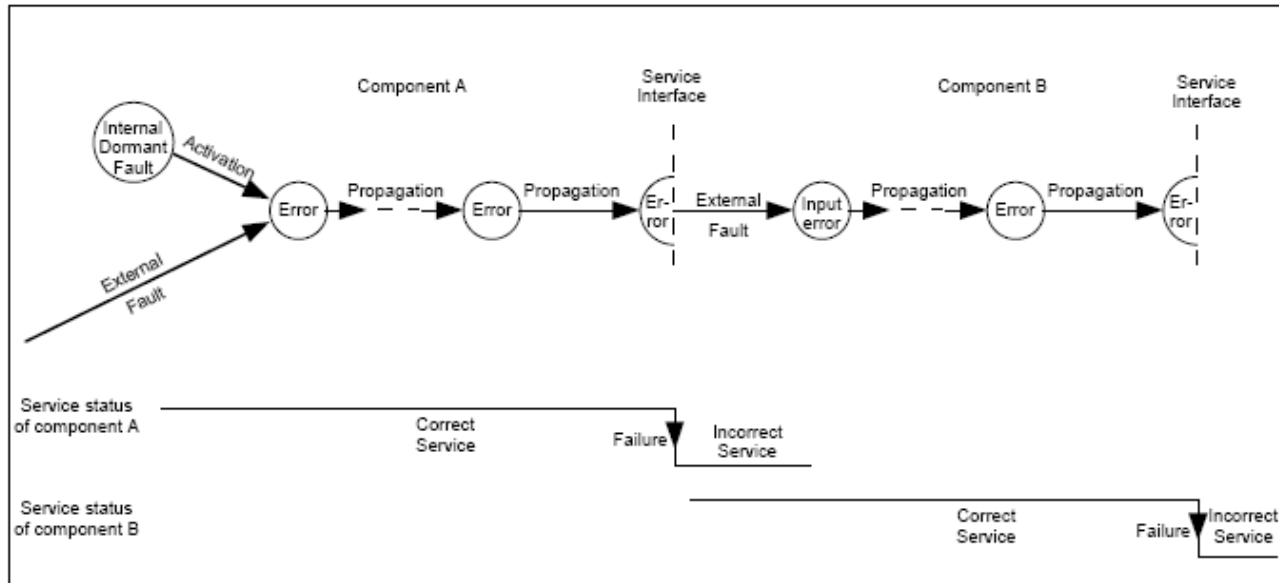 Component A
Service
Interface
Component B
Service
Interface
Internal
Dormant
Fault
Activation
Error
Propagation
Error
Propagation
Er-
ror
External
Fault
Input
error
Propagation
Error
Propagation
Er-
ror
External
Fault
Service status
of component A
Correct
Service
Failure
Incorrect
Service
Service status
of component B
Correct
Service
Failure
Incorrect
Service